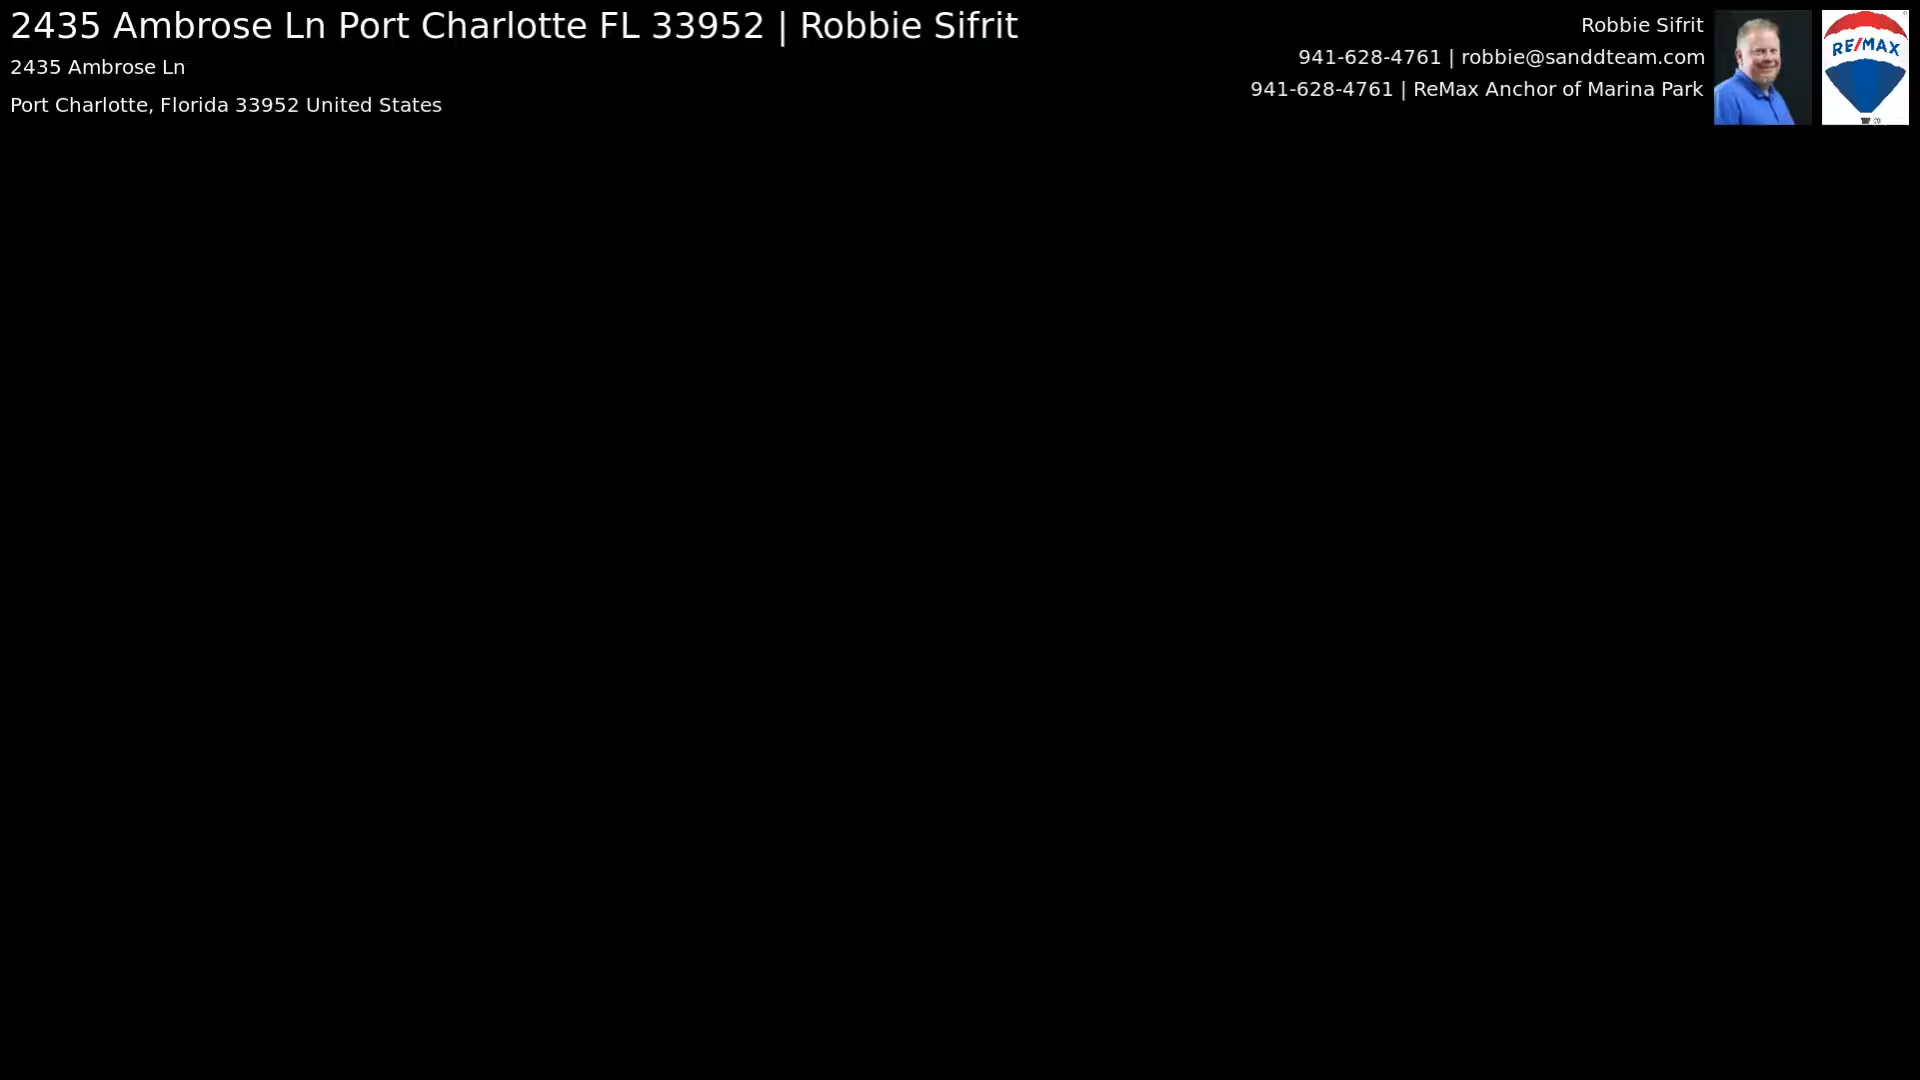 2435 Ambrose Ln Port Charlotte FL 33952 | Robbie Sifrit
2435 Ambrose Ln
Port Charlotte, Florida 33952 United States
Robbie Sifrit
941-628-4761 | robbie@sanddteam.com
941-628-4761 | ReMax Anchor of Marina Park
RE/MAX